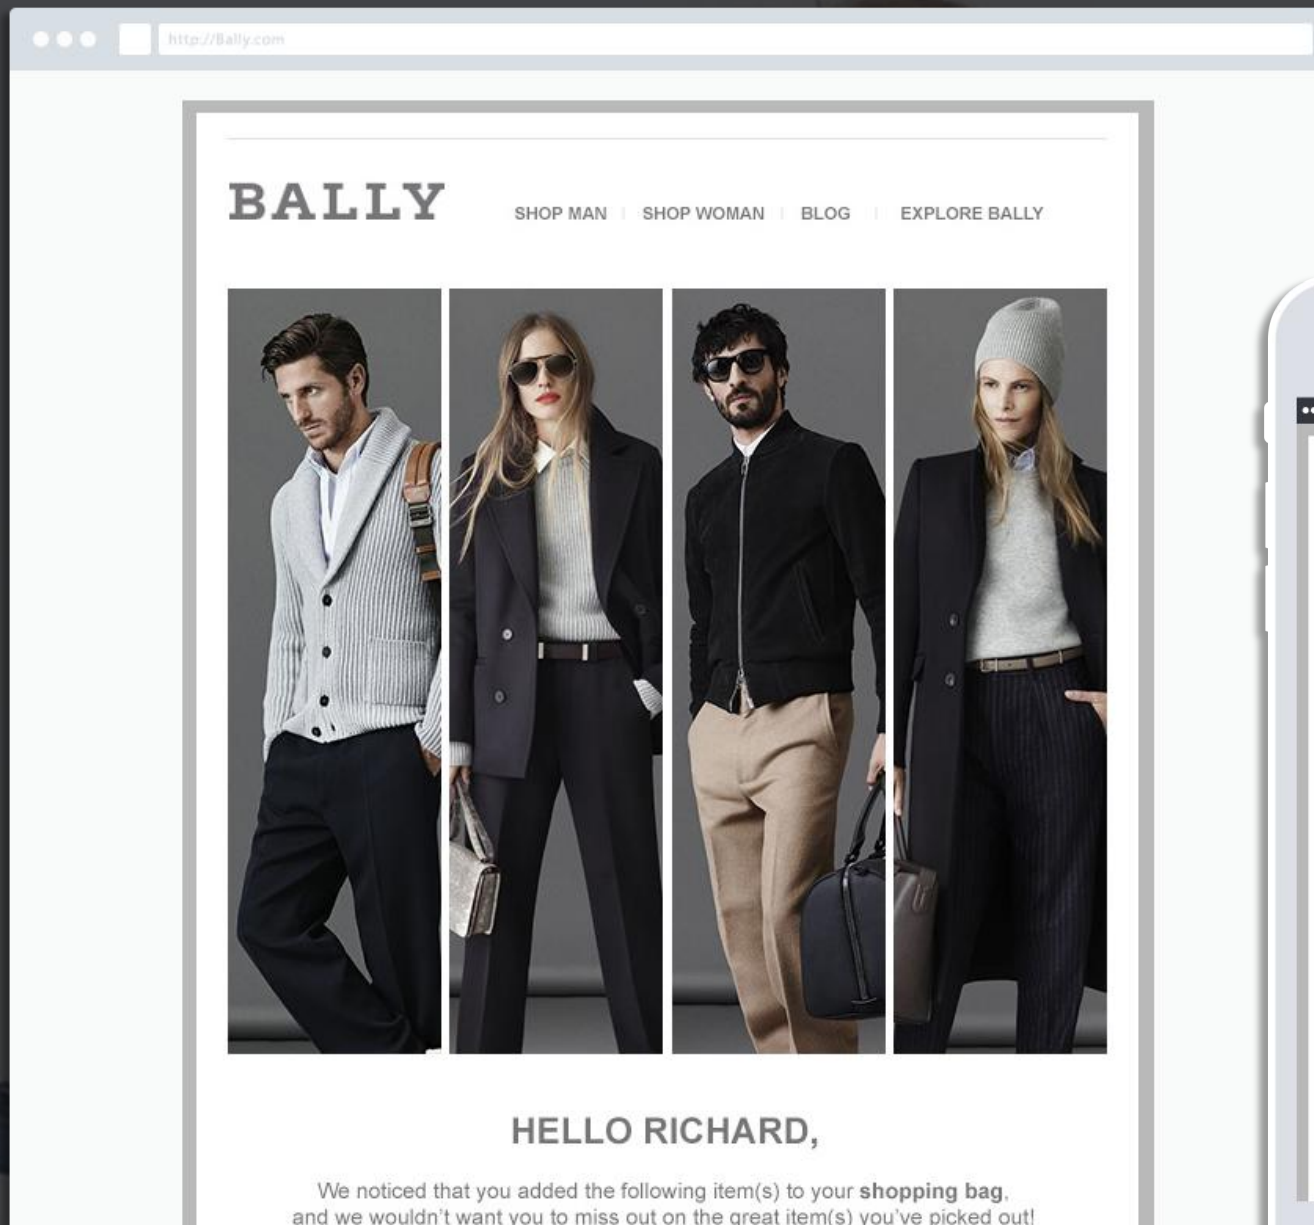 http://Bally.com
BALLY
SHOP MAN | SHOP WOMAN | BLOG | EXPLORE BALLY
HELLO RICHARD,
We noticed that you added the following item(s) to your shopping bag,
and we wouldn't want you to miss out on the great item(s) you've picked out!